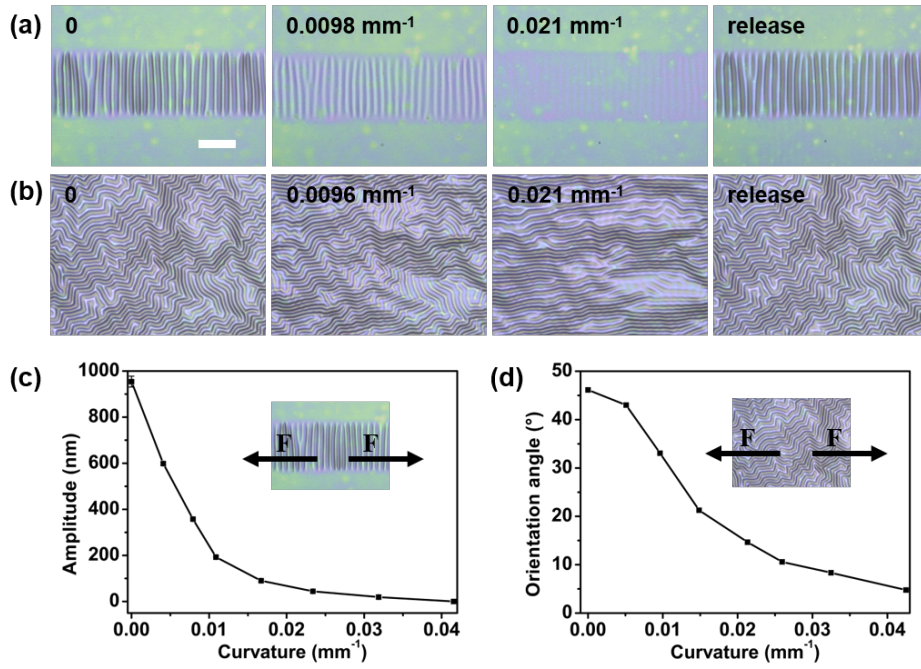 (a) 0 0.0098 mm⁻¹ 0.021 mm⁻¹ release
(b) 0 0.0096 mm⁻¹ 0.021 mm⁻¹ release
(c)
1000
800
600
400
200
0
Amplitude (nm)
F F
0.00 0.01 0.02 0.03 0.04
Curvature (mm⁻¹)
(d)
50
40
30
20
10
0
Orientation angle (°)
F F
0.00 0.01 0.02 0.03 0.04
Curvature (mm⁻¹)